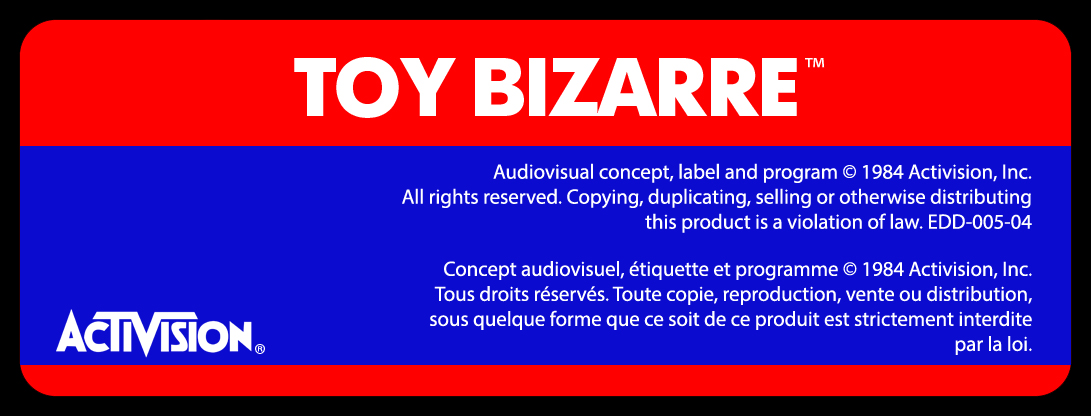 TOY BIZARRE™
Audiovisual concept, label and program © 1984 Activision, Inc.
All rights reserved. Copying, duplicating, selling or otherwise distributing
this product is a violation of law. EDD-005-04
Concept audiovisuel, étiquette et programme © 1984 Activision, Inc.
Tous droits réservés. Toute copie, reproduction, vente ou distribution,
sous quelque forme que ce soit de ce produit est strictement interdite
par la loi.
ACTIVISION®